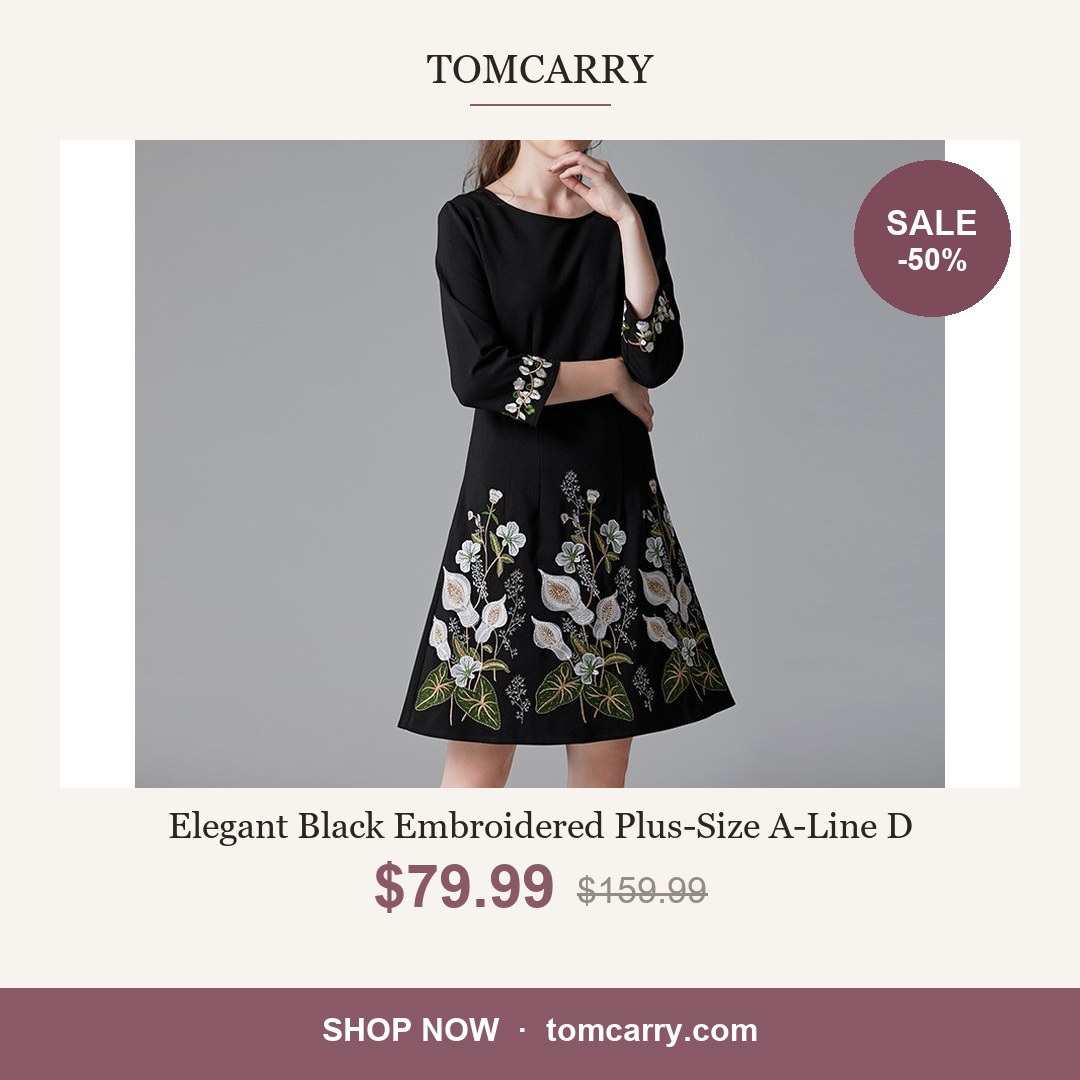 TOMCARRY
SALE
-50%
Elegant Black Embroidered Plus-Size A-Line D
$79.99 $159.99
SHOP NOW · tomcarry.com